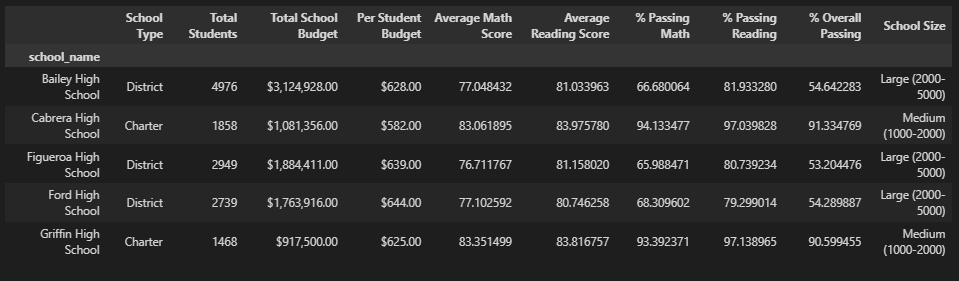 School Type Total Students Total School Budget Per Student Budget Average Math Score Average Reading Score % Passing Math % Passing Reading % Overall Passing School Size
school_name
Bailey High School District 4976 $3,124,928.00 $628.00 77.048432 81.033963 66.680064 81.933280 54.642283 Large (2000-5000)
Cabrera High School Charter 1858 $1,081,356.00 $582.00 83.061895 83.975780 94.133477 97.039828 91.334769 Medium (1000-2000)
Figueroa High School District 2949 $1,884,411.00 $639.00 76.711767 81.158020 65.988471 80.739234 53.204476 Large (2000-5000)
Ford High School District 2739 $1,763,916.00 $644.00 77.102592 80.746258 68.309602 79.299014 54.289887 Large (2000-5000)
Griffin High School Charter 1468 $917,500.00 $625.00 83.351499 83.816757 93.392371 97.138965 90.599455 Medium (1000-2000)